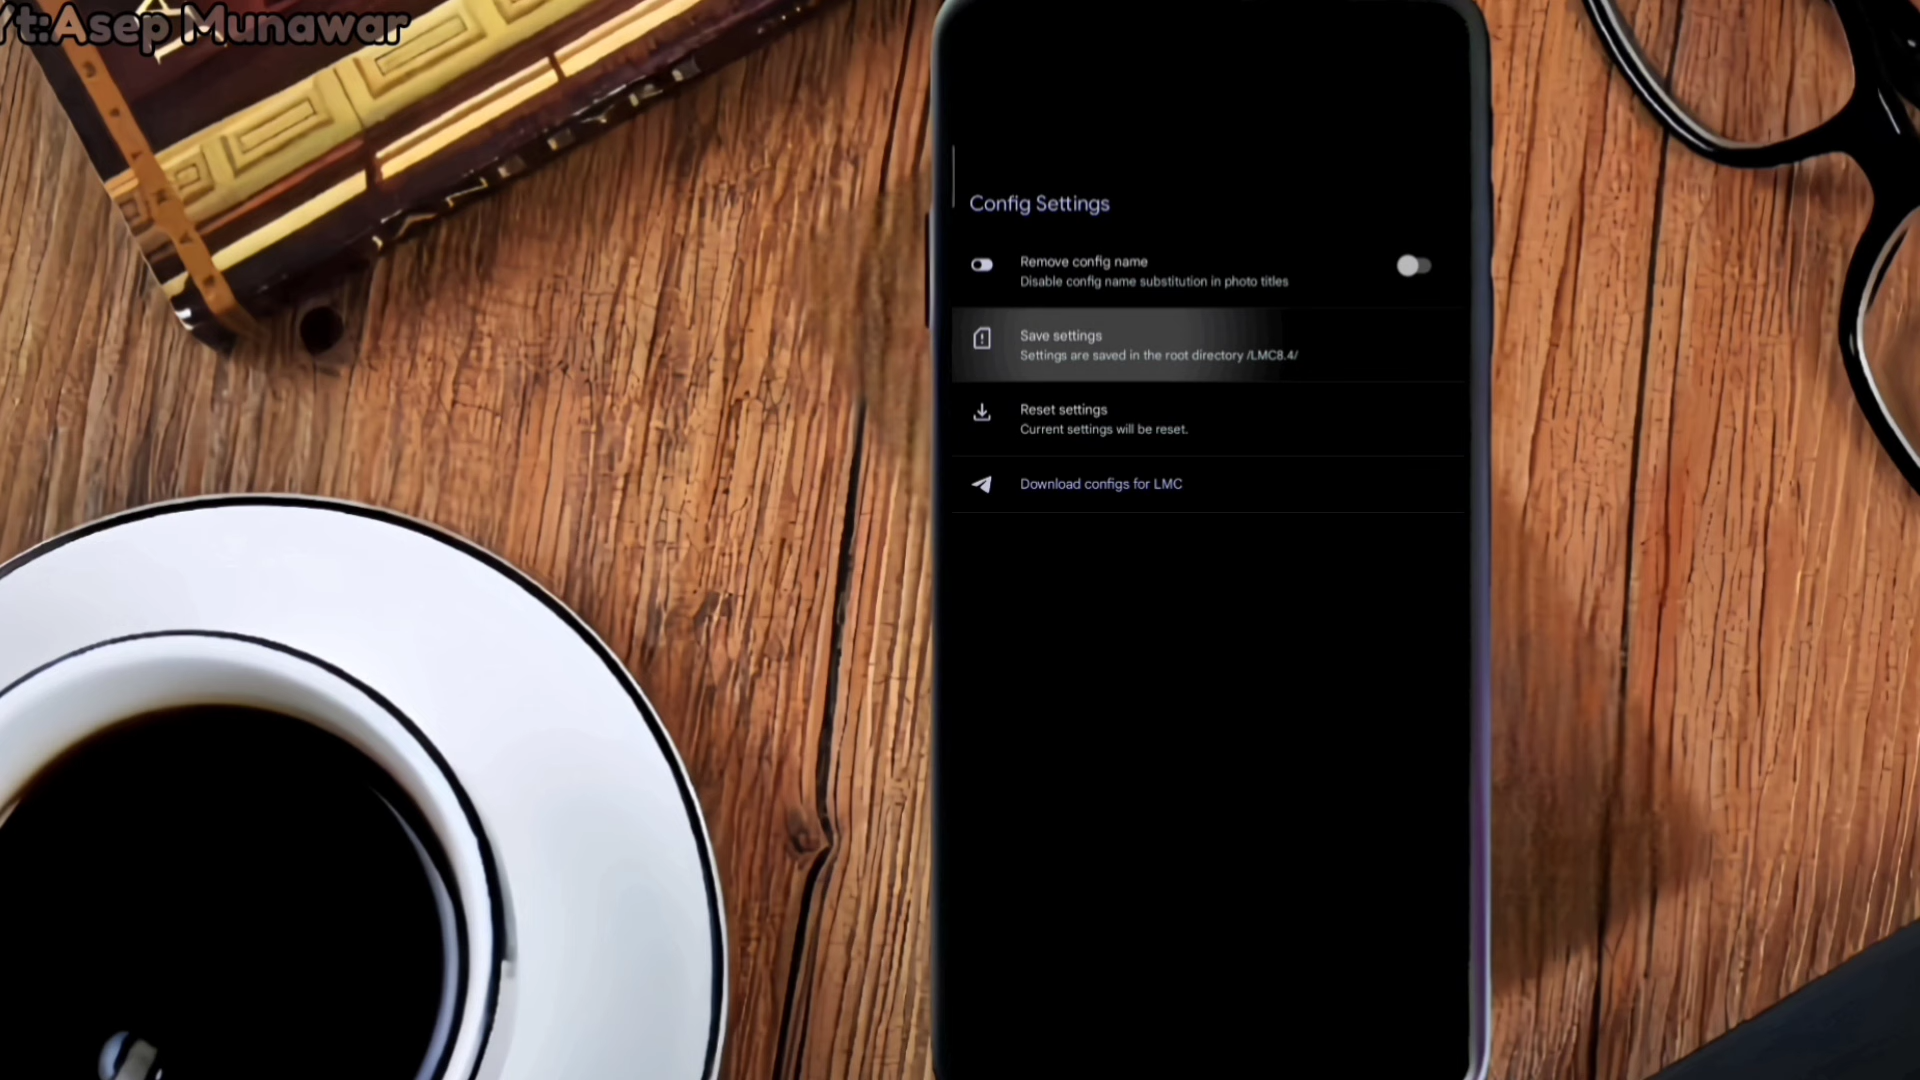 Yt:Asep Munawar
Config Settings
Remove config name
Disable config name substitution in photo titles
Save settings
Settings are saved in the root directory /LMC8.4/
Reset settings
Current settings will be reset.
Download configs for LMC